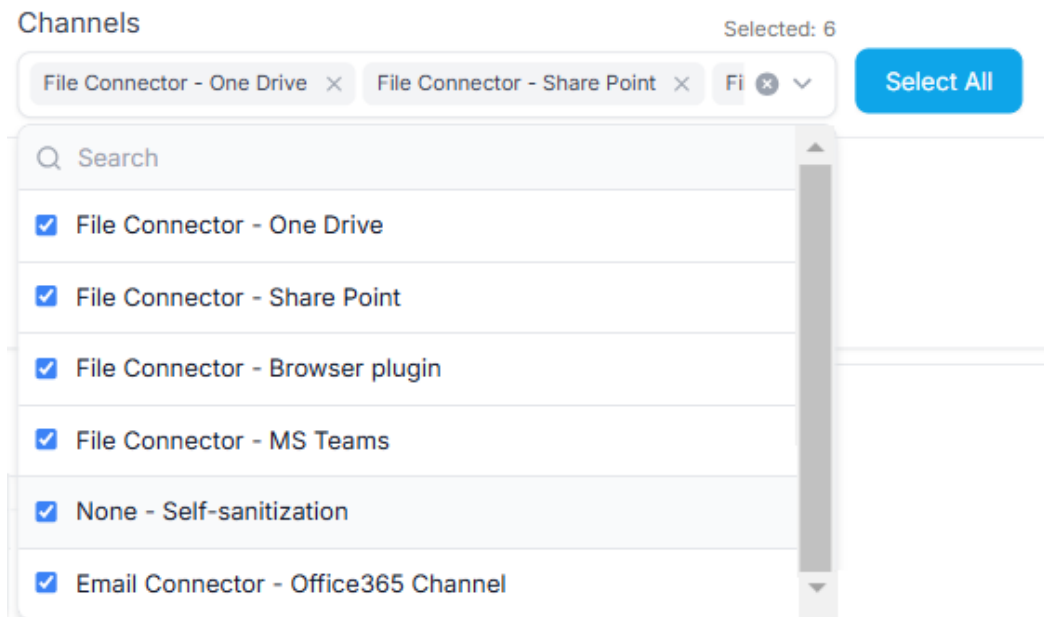 Channels
Selected: 6
File Connector - One Drive
File Connector - Share Point
Fi
Select All
Search
File Connector - One Drive
File Connector - Share Point
File Connector - Browser plugin
File Connector - MS Teams
None - Self-sanitization
Email Connector - Office365 Channel